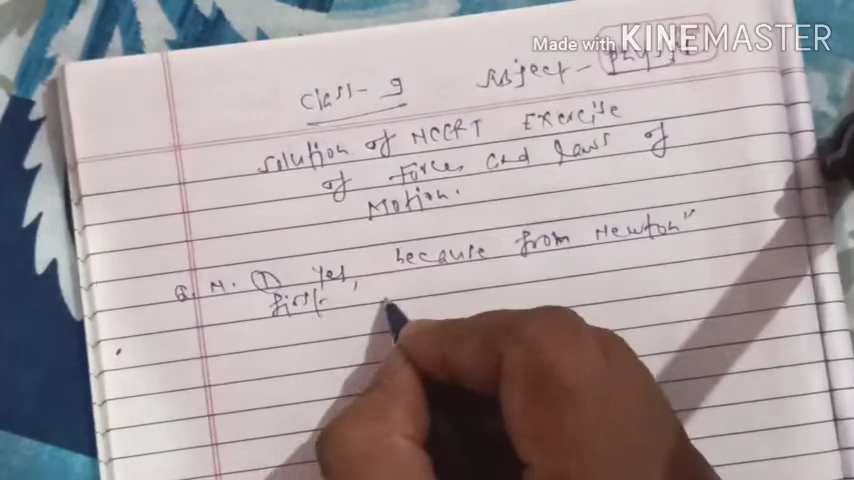 Made with KINEMASTER
Class - 9 subject - physics
solution of NCERT Exercise
of Force and laws of
Motion.
Q. N. ① Yes, because from Newton"
first